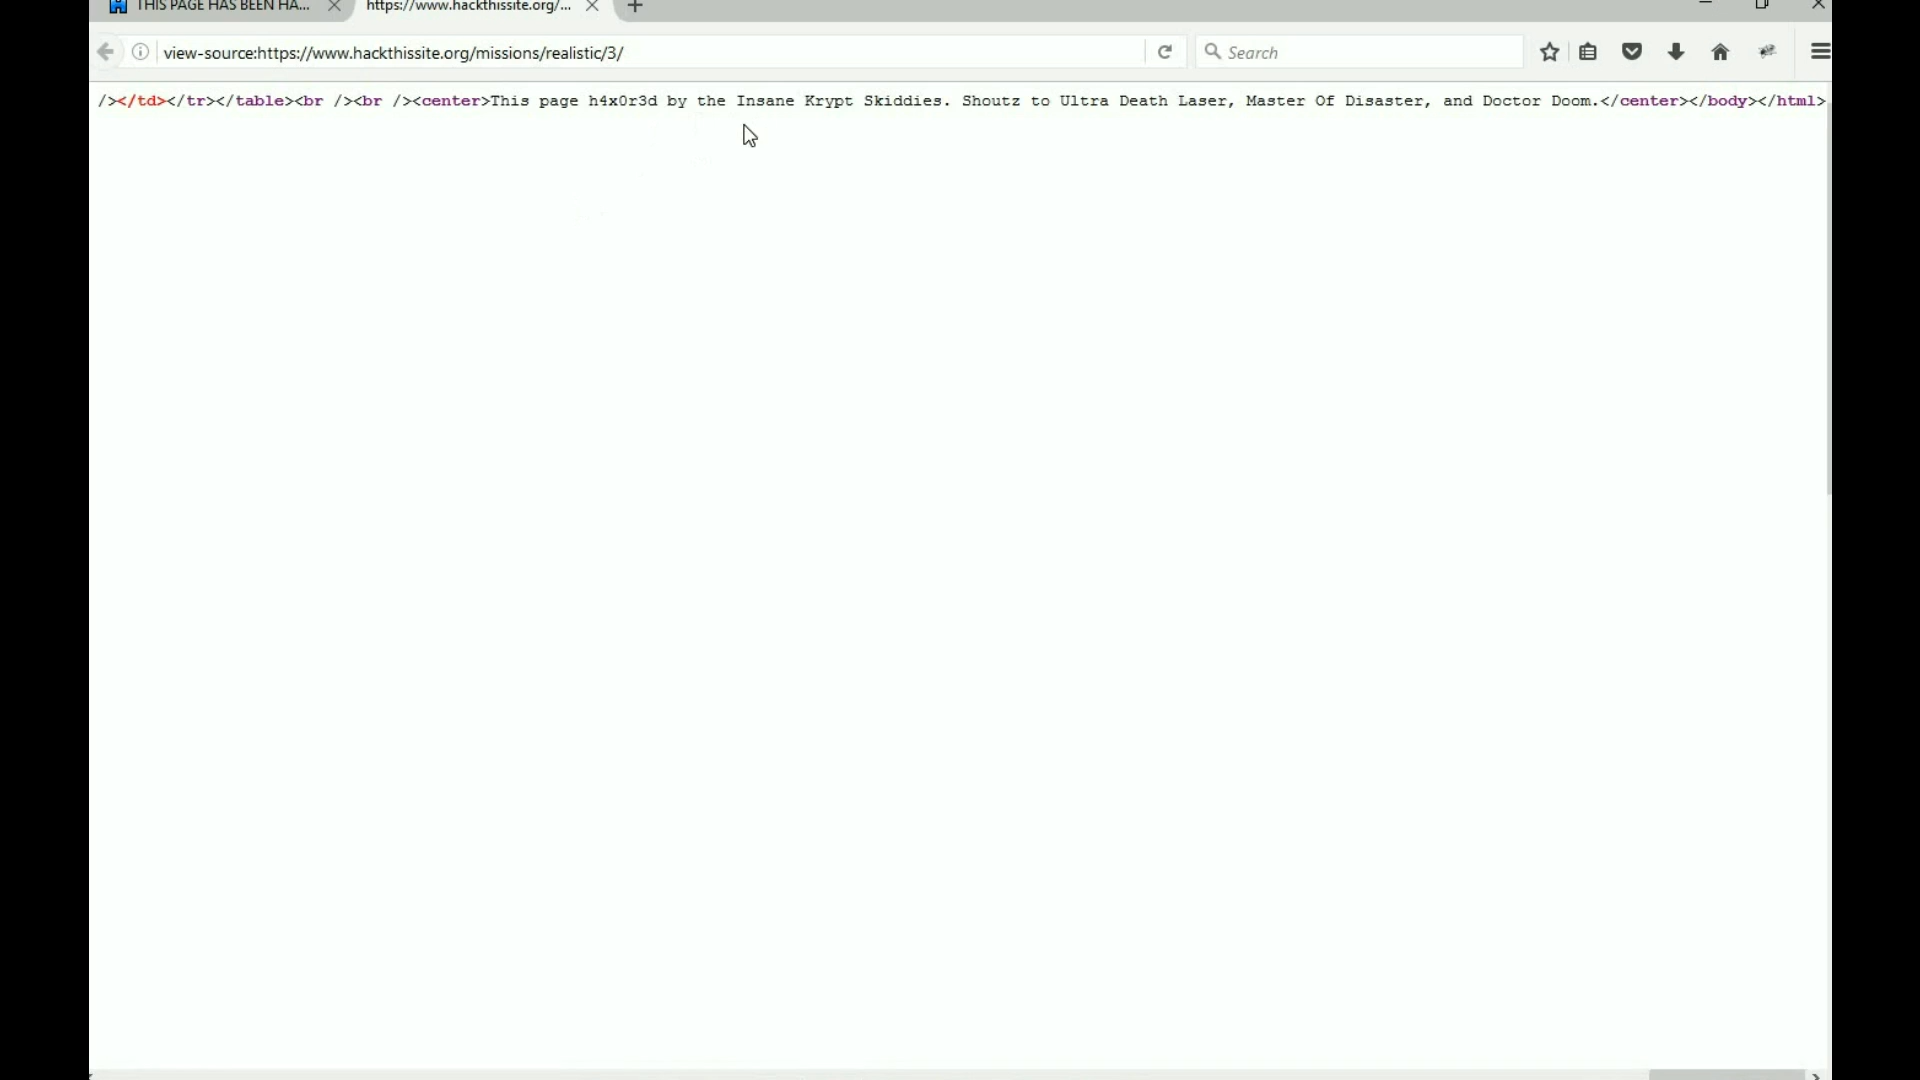 THIS PAGE HAS BEEN HA...
https://www.hackthissite.org/...
view-source:https://www.hackthissite.org/missions/realistic/3/
Search
/></td></tr></table><br /><br /><center>This page h4x0r3d by the Insane Krypt Skiddies. Shoutz to Ultra Death Laser, Master Of Disaster, and Doctor Doom.</center></body></html>